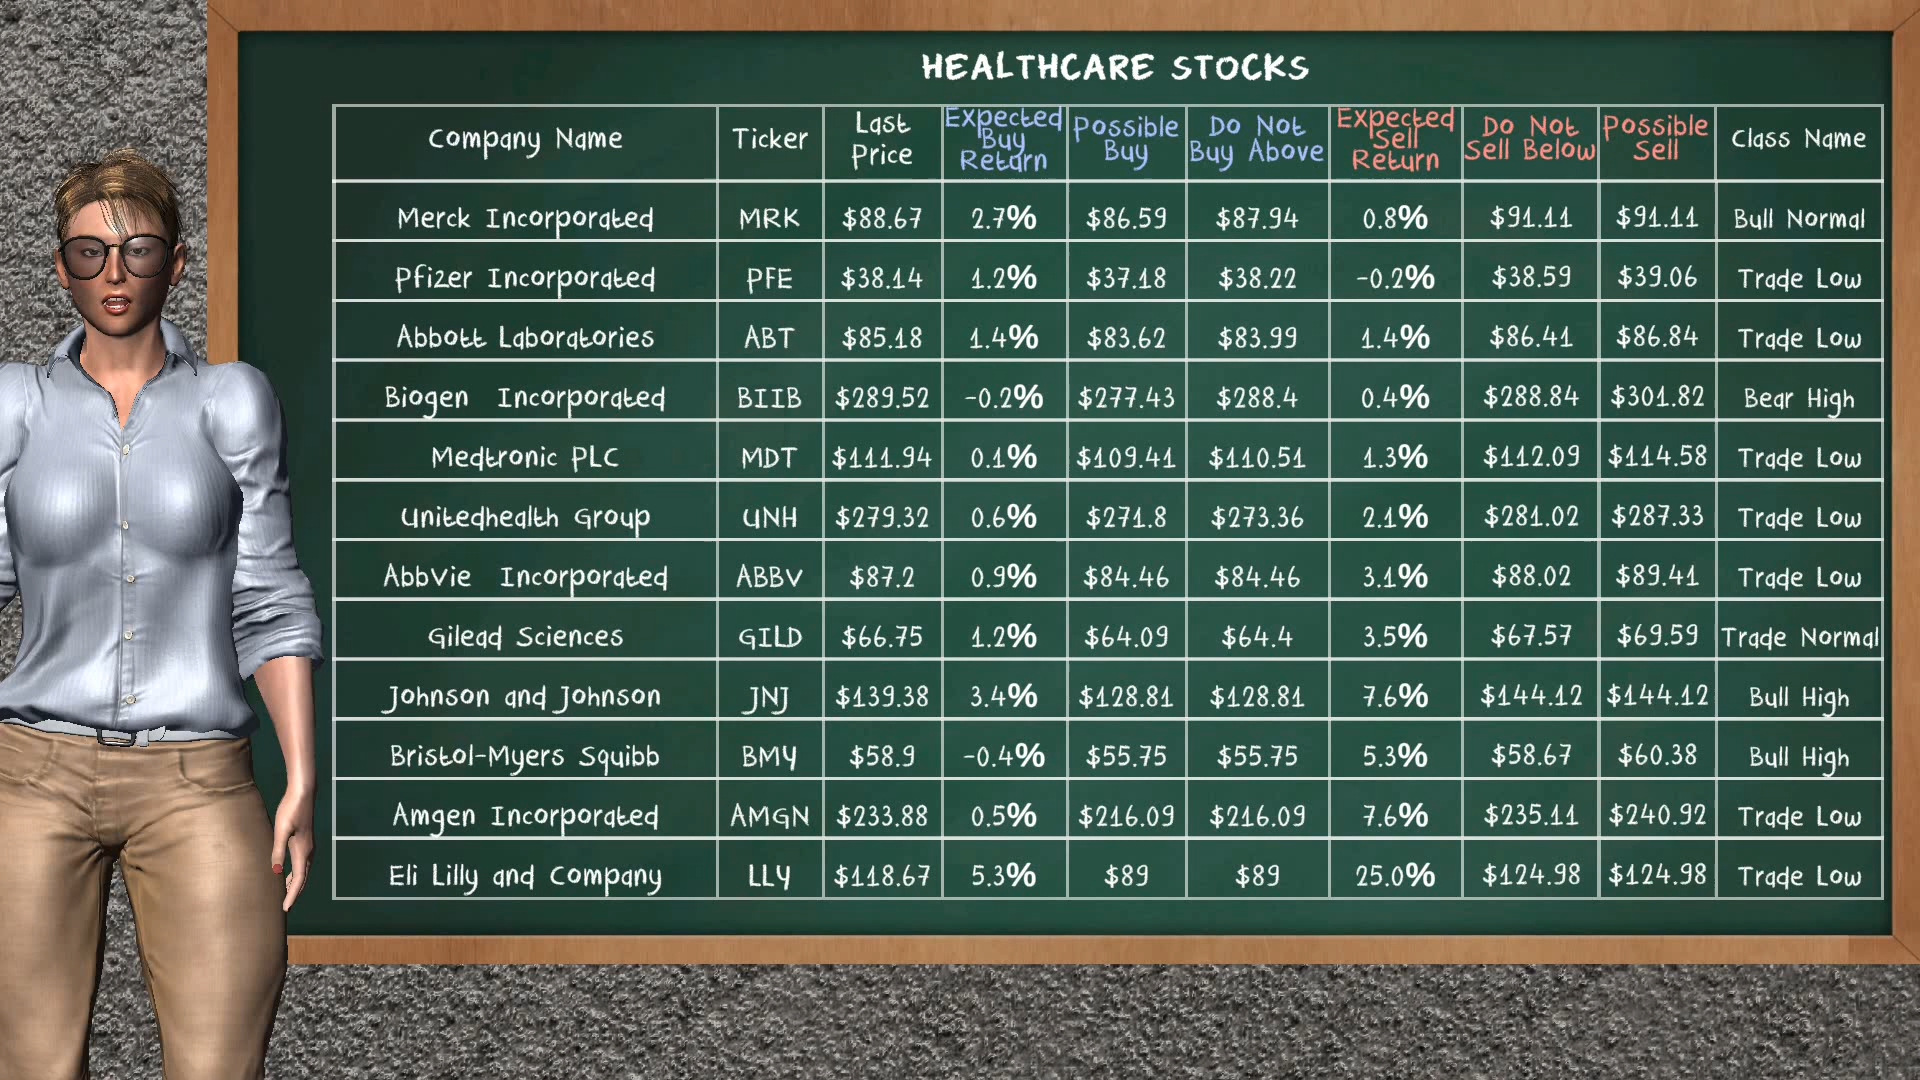 HEALTHCARE STOCKS
Company Name Ticker Last Price Expected Buy Return Possible Buy Do Not Buy Above Expected Sell Return Do Not Sell Below Possible Sell Class Name
Merck Incorporated MRK $88.67 2.7% $86.59 $87.94 0.8% $91.11 $91.11 Bull Normal
Pfizer Incorporated PFE $38.14 1.2% $37.18 $38.22 -0.2% $38.59 $39.06 Trade Low
Abbott Laboratories ABT $85.18 1.4% $83.62 $83.99 1.4% $86.41 $86.84 Trade Low
Biogen Incorporated BIIB $289.52 -0.2% $277.43 $288.4 0.4% $288.84 $301.82 Bear High
Medtronic PLC MDT $111.94 0.1% $109.41 $110.51 1.3% $112.09 $114.58 Trade Low
Unitedhealth Group UNH $279.32 0.6% $271.8 $273.36 2.1% $281.02 $287.33 Trade Low
AbbVie Incorporated ABBV $87.2 0.9% $84.46 $84.46 3.1% $88.02 $89.41 Trade Low
Gilead Sciences GILD $66.75 1.2% $64.09 $64.4 3.5% $67.57 $69.59 Trade Normal
Johnson and Johnson JNJ $139.38 3.4% $128.81 $128.81 7.6% $144.12 $144.12 Bull High
Bristol-Myers Squibb BMY $58.9 -0.4% $55.75 $55.75 5.3% $58.67 $60.38 Bull High
Amgen Incorporated AMGN $233.88 0.5% $216.09 $216.09 7.6% $235.11 $240.92 Trade Low
Eli Lilly and Company LLY $118.67 5.3% $89 $89 25.0% $124.98 $124.98 Trade Low